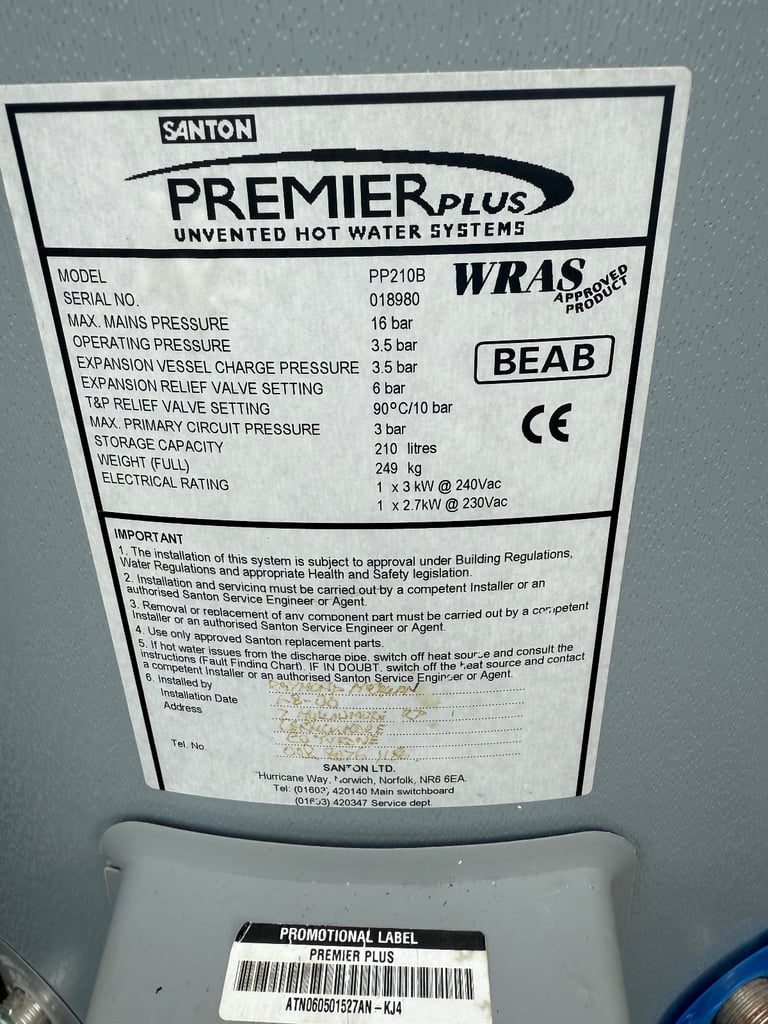 SANTON
PREMIER PLUS
UNVENTED HOT WATER SYSTEMS
MODEL PP210B
SERIAL NO. 018980
MAX. MAINS PRESSURE 16 bar
OPERATING PRESSURE 3.5 bar
EXPANSION VESSEL CHARGE PRESSURE 3.5 bar
EXPANSION RELIEF VALVE SETTING 6 bar
T&P RELIEF VALVE SETTING 90°C/10 bar
MAX. PRIMARY CIRCUIT PRESSURE 3 bar
STORAGE CAPACITY 210 litres
WEIGHT (FULL) 249 kg
ELECTRICAL RATING 1 x 3 kW @ 240Vac
1 x 2.7kW @ 230Vac
WRAS
APPROVED
PRODUCT
BEAB
CE
IMPORTANT
1. The installation of this system is subject to approval under Building Regulations,
Water Regulations and appropriate Health and Safety legislation.
2. Installation and servicing must be carried out by a competent Installer or an
authorised Santon Service Engineer or Agent.
3. Removal or replacement of any component part must be carried out by a competent
Installer or an authorised Santon Service Engineer or Agent.
4. Use only approved Santon replacement parts.
5. If hot water issues from the discharge pipe, switch off heat source and consult the
instructions (Fault Finding Chart). IF IN DOUBT, switch off the heat source and contact
a competent Installer or an authorised Santon Service Engineer or Agent.
6. Installed by
Installation Date
Address
Tel. No.
SANTON LTD.
Hurricane Way, Norwich, Norfolk, NR6 6EA.
Tel: (01603) 420140 Main switchboard
(01603) 420347 Service dept.
PROMOTIONAL LABEL
PREMIER PLUS
ATN060501527AN-KJ4